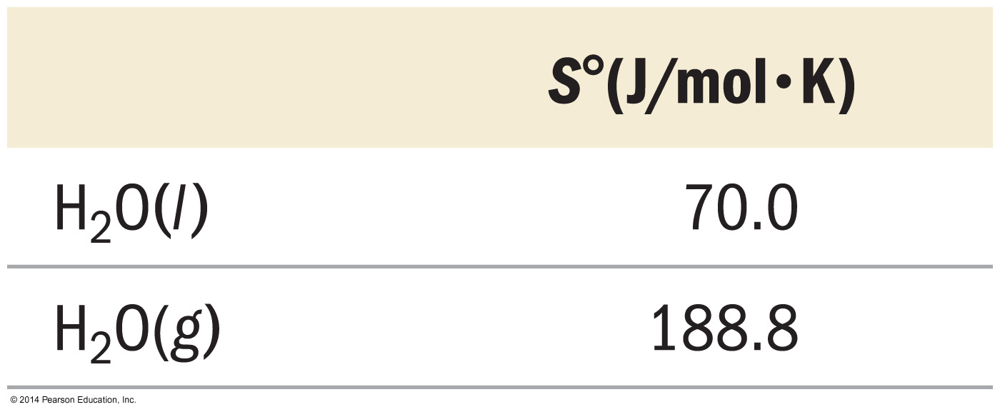 S°(J/mol·K)
H₂O(l) 70.0
H₂O(g) 188.8
© 2014 Pearson Education, Inc.